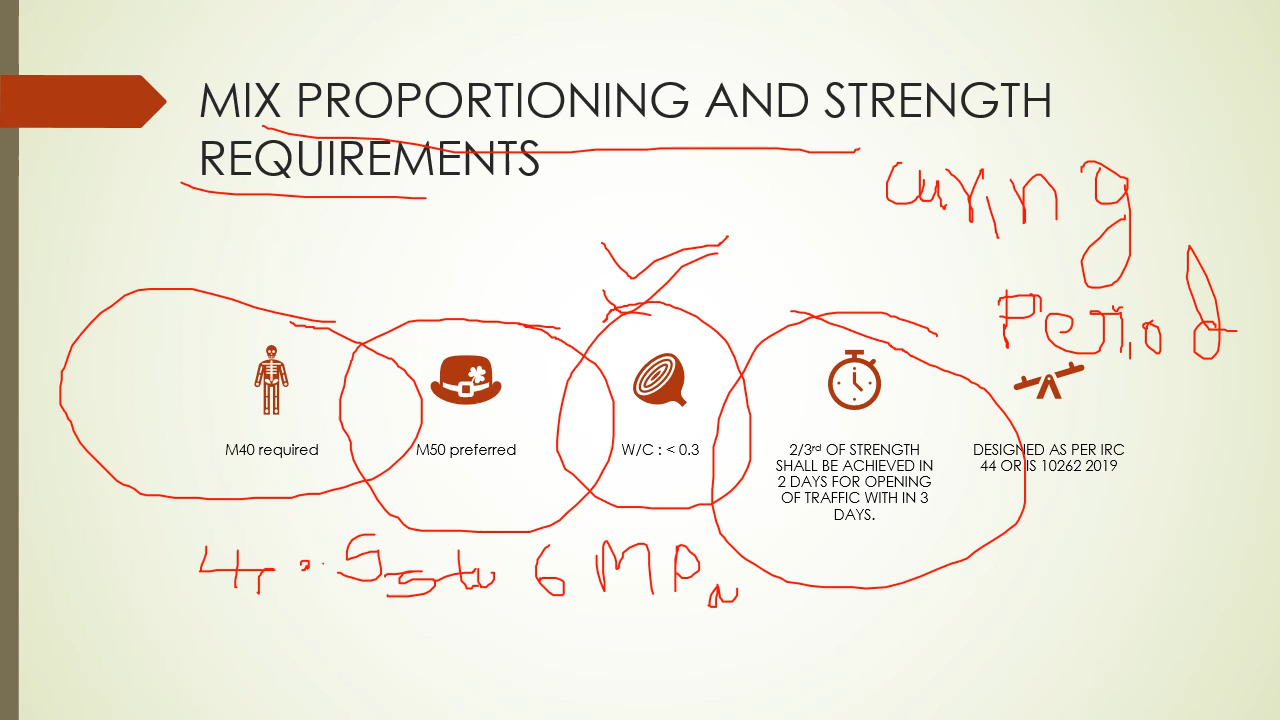 MIX PROPORTIONING AND STRENGTH
REQUIREMENTS
curing
Period
M40 required
M50 preferred
W/C : < 0.3
2/3rd OF STRENGTH
SHALL BE ACHIEVED IN
2 DAYS FOR OPENING
OF TRAFFIC WITH IN 3
DAYS.
DESIGNED AS PER IRC
44 OR IS 10262 2019
4.5 to 6 MPa